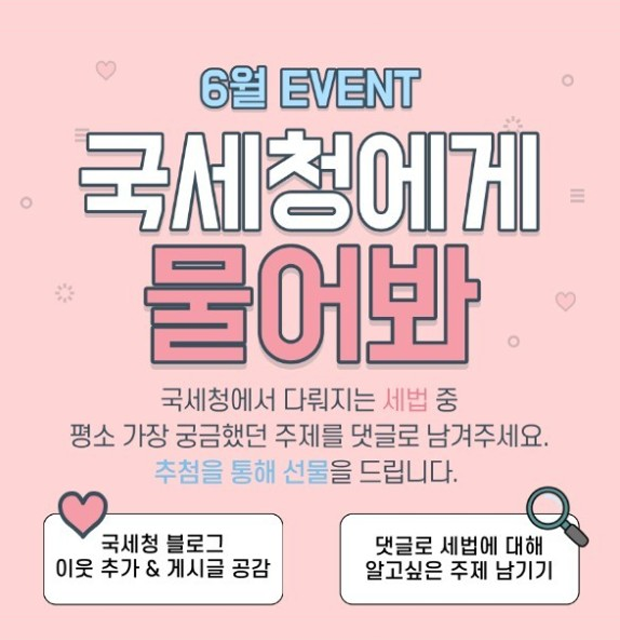 6월 EVENT
국세청에게
물어봐
국세청에서 다뤄지는 세법 중
평소 가장 궁금했던 주제를 댓글로 남겨주세요.
추첨을 통해 선물을 드립니다.
국세청 블로그
이웃 추가 & 게시글 공감
댓글로 세법에 대해
알고싶은 주제 남기기